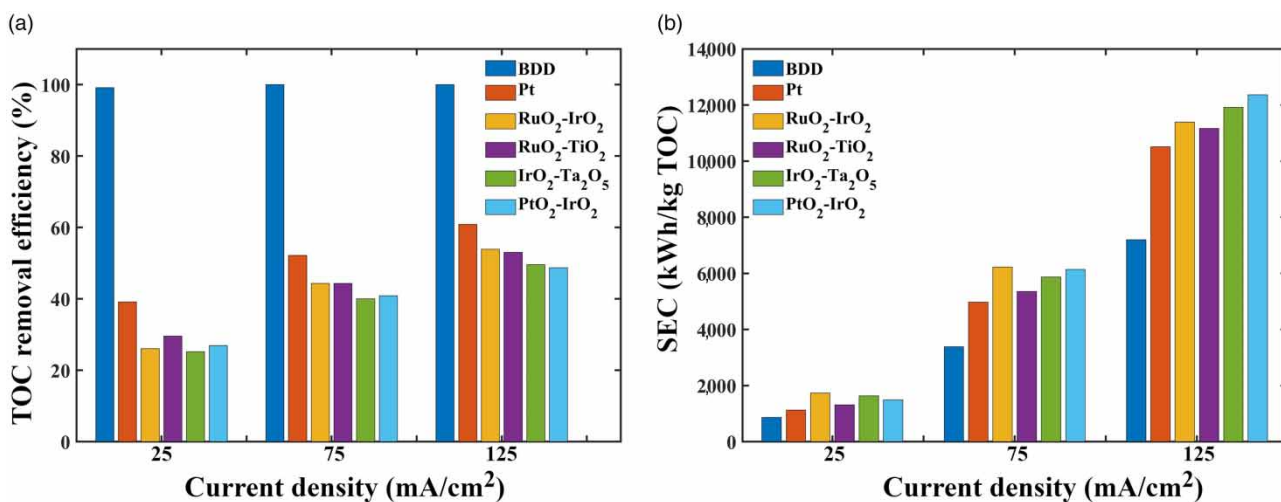 (a)
TOC removal efficiency (%)
100
80
60
40
20
0
BDD
Pt
RuO₂-IrO₂
RuO₂-TiO₂
IrO₂-Ta₂O₅
PtO₂-IrO₂
25
75
125
Current density (mA/cm²)
(b)
SEC (kWh/kg TOC)
14000
12000
10000
8000
6000
4000
2000
0
BDD
Pt
RuO₂-IrO₂
RuO₂-TiO₂
IrO₂-Ta₂O₅
PtO₂-IrO₂
25
75
125
Current density (mA/cm²)